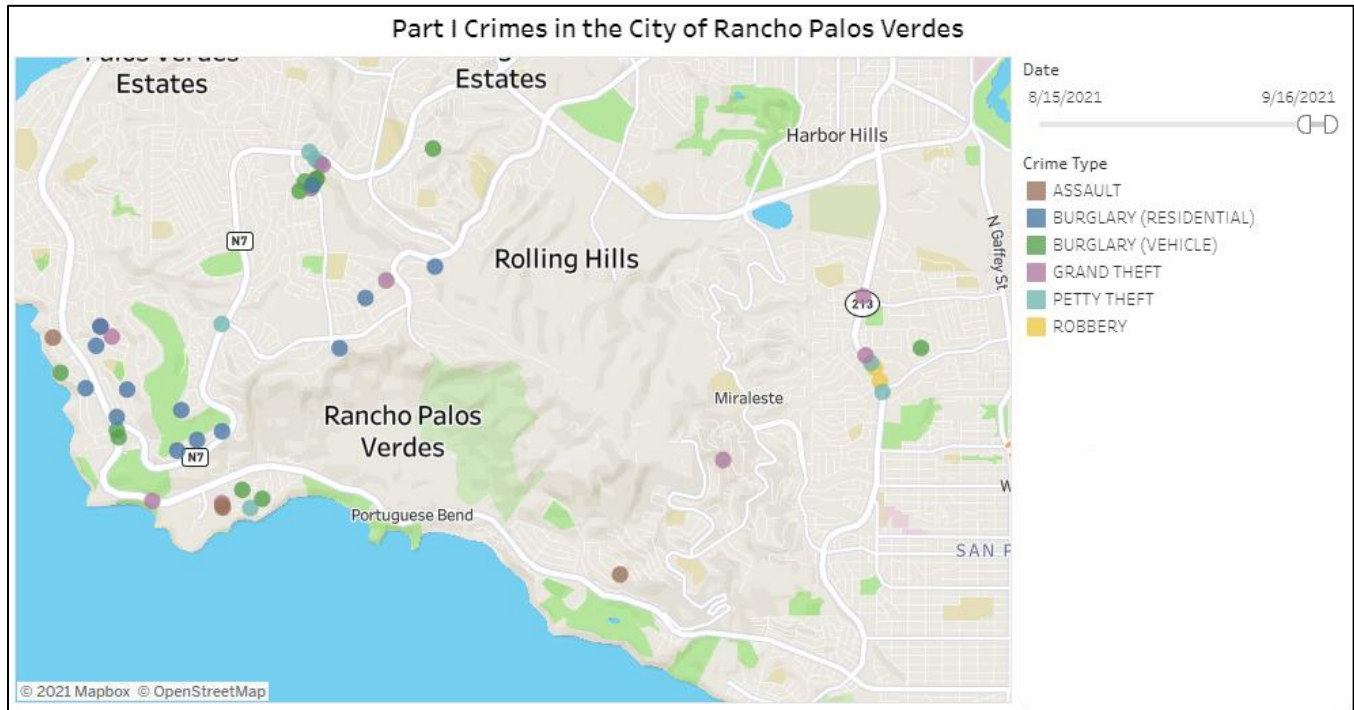 Part I Crimes in the City of Rancho Palos Verdes
Palos Verdes
Estates
Estates
Harbor Hills
N7
N Gaffey St
Rolling Hills
213
Rancho Palos
Verdes
Miraleste
N7
Portuguese Bend
W
SAN P
© 2021 Mapbox © OpenStreetMap
Date
8/15/2021 9/16/2021
Crime Type
ASSAULT
BURGLARY (RESIDENTIAL)
BURGLARY (VEHICLE)
GRAND THEFT
PETTY THEFT
ROBBERY